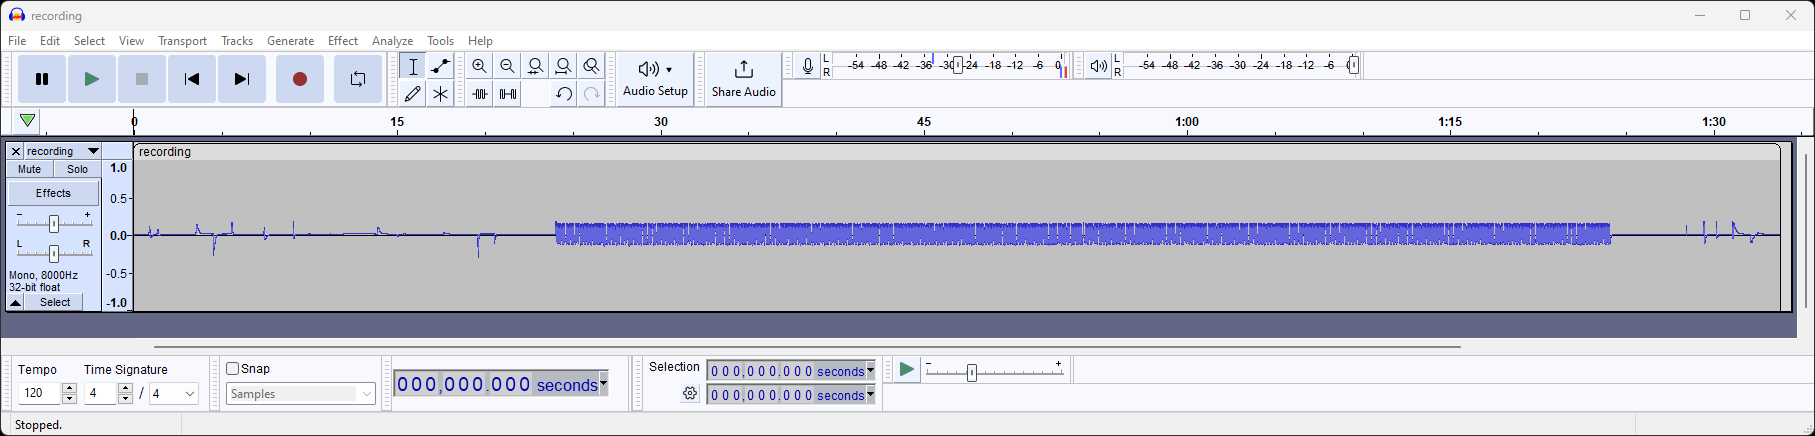 recording
File Edit Select View Transport Tracks Generate Effect Analyze Tools Help
Audio Setup
Share Audio
L
R
-54 -48 -42 -36 -30 -24 -18 -12 -6 0
L
R
-54 -48 -42 -36 -30 -24 -18 -12 -6
0 15 30 45 1:00 1:15 1:30
recording
Mute Solo
Effects
- +
L R
Mono, 8000Hz
32-bit float
Select
1.0
0.5
0.0
-0.5
-1.0
recording
Tempo
120
Time Signature
4 / 4
Snap
Samples
000,000.000 seconds
Selection
000,000.000 seconds
000,000.000 seconds
- +
Stopped.